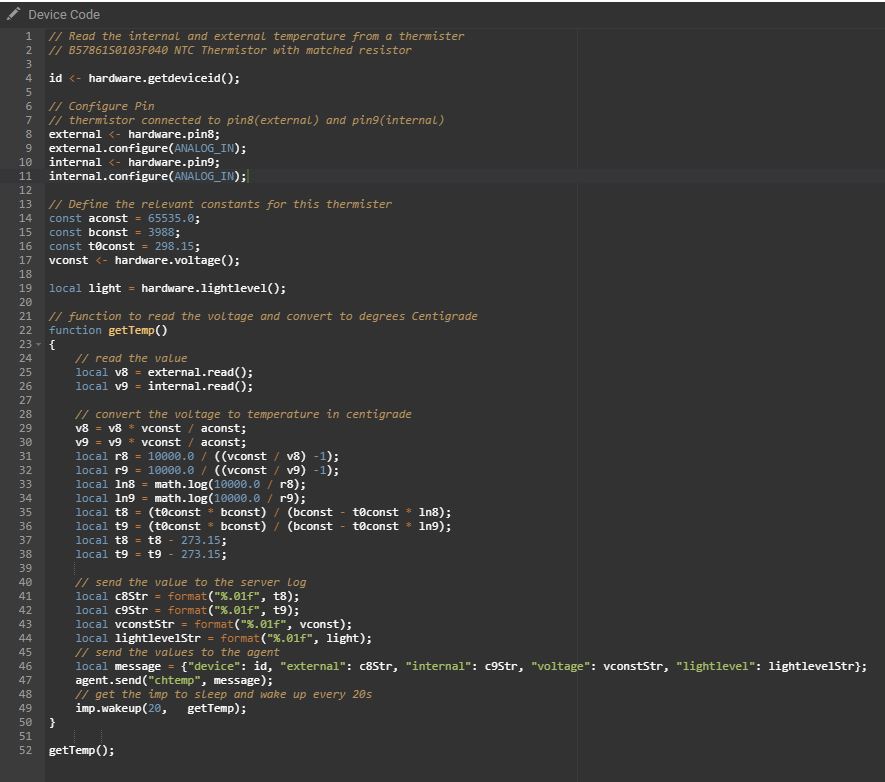 Device Code
1 // Read the internal and external temperature from a thermister
2 // B57861S0103F040 NTC Thermistor with matched resistor
3
4 id <- hardware.getdeviceid();
5
6 // Configure Pin
7 // thermistor connected to pin8(external) and pin9(internal)
8 external <- hardware.pin8;
9 external.configure(ANALOG_IN);
10 internal <- hardware.pin9;
11 internal.configure(ANALOG_IN);
12
13 // Define the relevant constants for this thermister
14 const aconst = 65535.0;
15 const bconst = 3988;
16 const t0const = 298.15;
17 vconst <- hardware.voltage();
18
19 local light = hardware.lightlevel();
20
21 // function to read the voltage and convert to degrees Centigrade
22 function getTemp()
23 {
24 // read the value
25 local v8 = external.read();
26 local v9 = internal.read();
27
28 // convert the voltage to temperature in centigrade
29 v8 = v8 * vconst / aconst;
30 v9 = v9 * vconst / aconst;
31 local r8 = 10000.0 / ((vconst / v8) -1);
32 local r9 = 10000.0 / ((vconst / v9) -1);
33 local ln8 = math.log(10000.0 / r8);
34 local ln9 = math.log(10000.0 / r9);
35 local t8 = (t0const * bconst) / (bconst - t0const * ln8);
36 local t9 = (t0const * bconst) / (bconst - t0const * ln9);
37 local t8 = t8 - 273.15;
38 local t9 = t9 - 273.15;
39
40 // send the value to the server log
41 local c8Str = format("%.01f", t8);
42 local c9Str = format("%.01f", t9);
43 local vconstStr = format("%.01f", vconst);
44 local lightlevelStr = format("%.01f", light);
45 // send the values to the agent
46 local message = {"device": id, "external": c8Str, "internal": c9Str, "voltage": vconstStr, "lightlevel": lightlevelStr};
47 agent.send("chtemp", message);
48 // get the imp to sleep and wake up every 20s
49 imp.wakeup(20, getTemp);
50 }
51
52 getTemp();